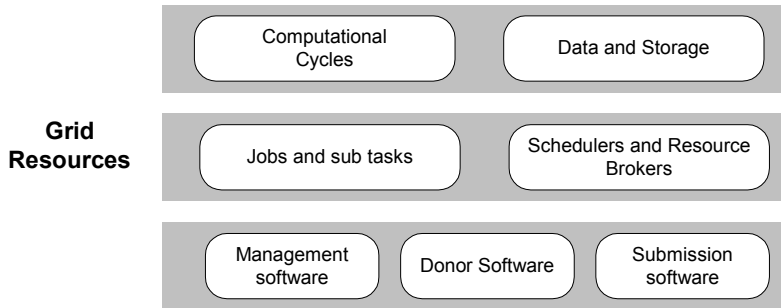 Computational
Cycles
Data and Storage
Grid
Resources
Jobs and sub tasks
Schedulers and Resource
Brokers
Management
software
Donor Software
Submission
software